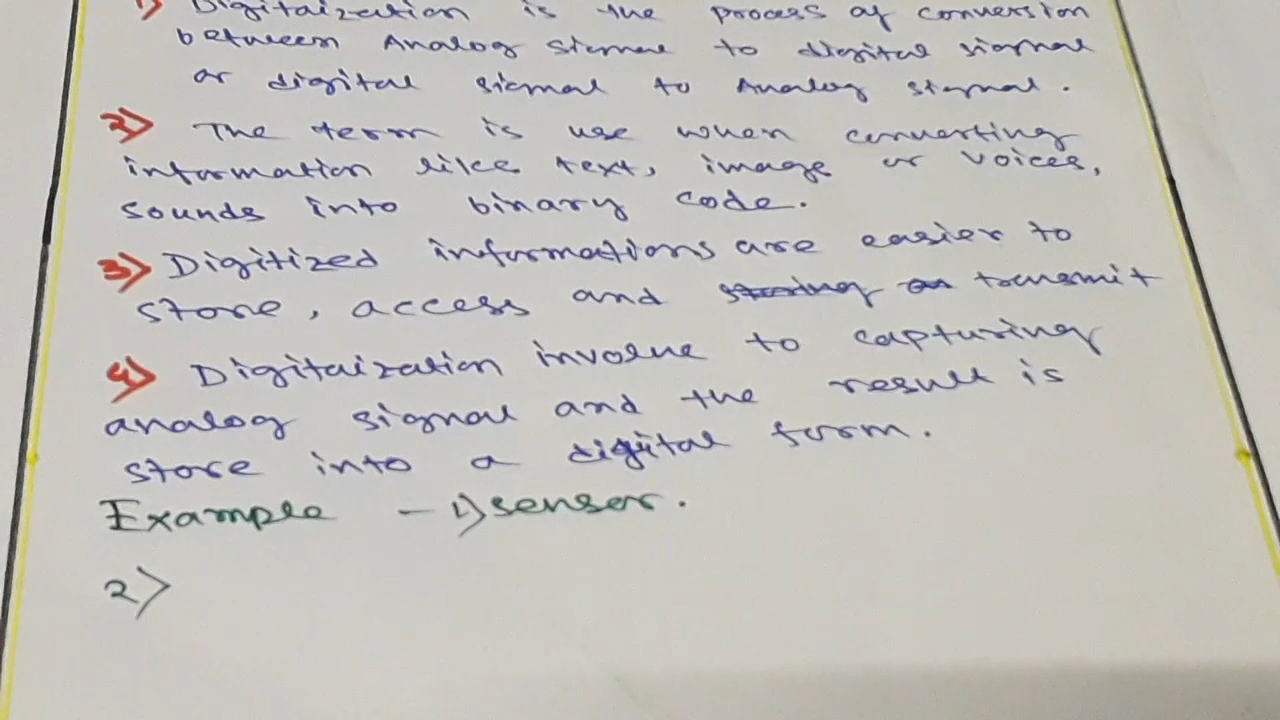 1) Digitaization is the process of conversion
between Analog signal to digital signal
or digital signal to Analog signal.
2) The term is use when converting
information like text, image or voices,
sounds into binary code.
3) Digitized informations are easier to
store, access and storing an transmit
4) Digitaization involve to capturing
analog signal and the result is
store into a digital form.
Example - 1) senser.
2)